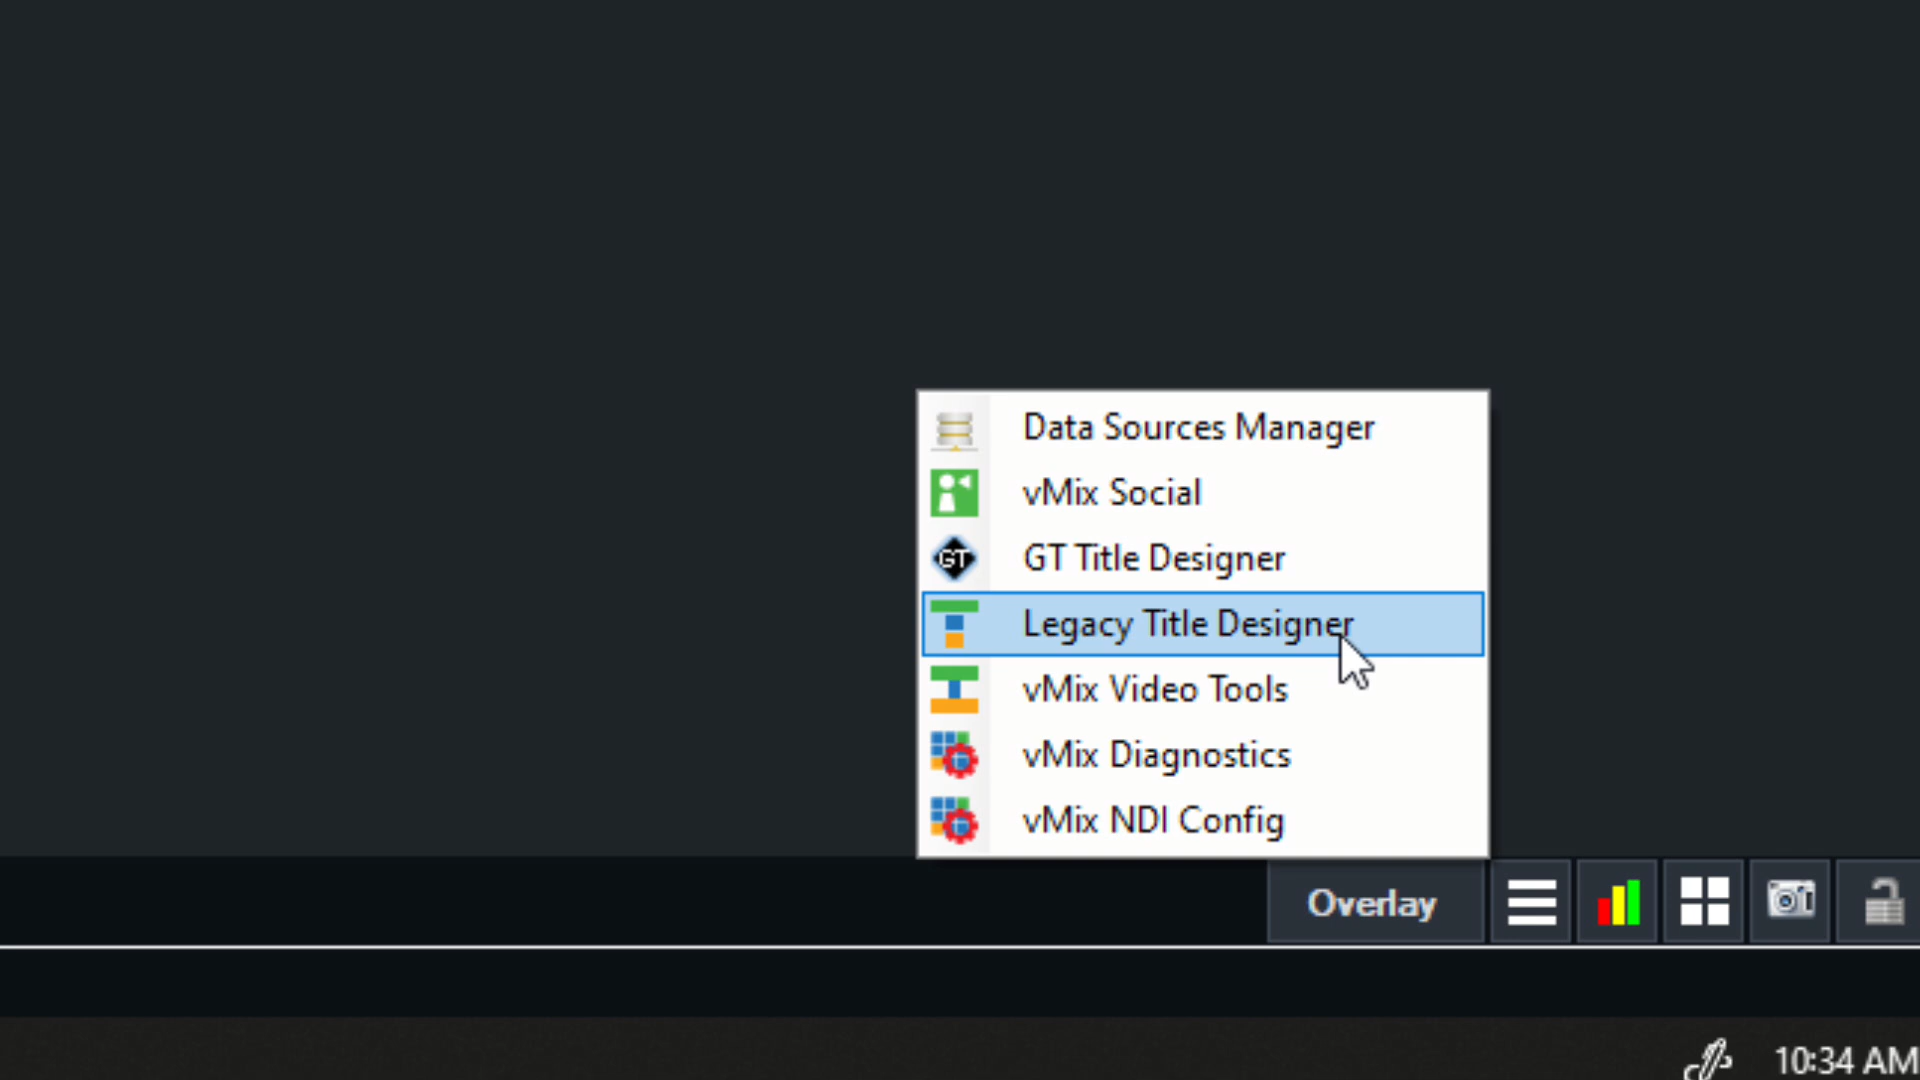 Data Sources Manager
vMix Social
GT
GT Title Designer
Legacy Title Designer
vMix Video Tools
vMix Diagnostics
vMix NDI Config
Overlay
10:34 AM